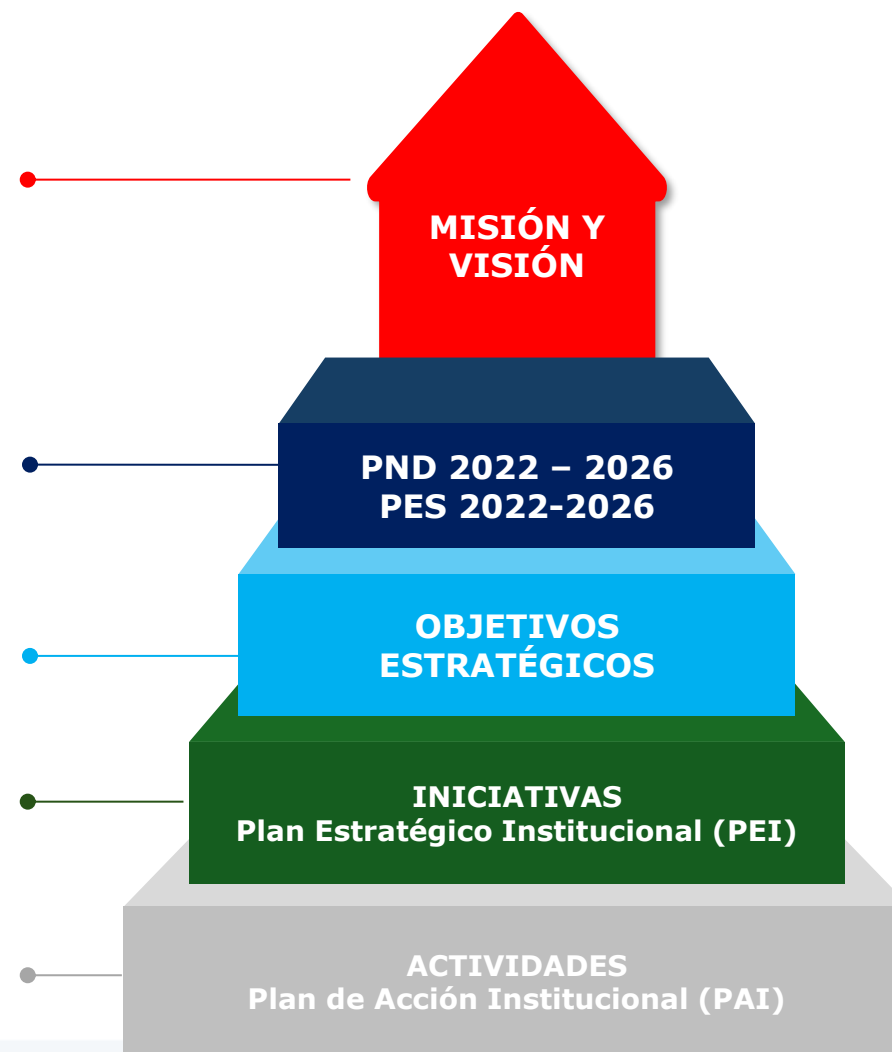 MISIÓN Y
VISIÓN
PND 2022 – 2026
PES 2022-2026
OBJETIVOS
ESTRATÉGICOS
INICIATIVAS
Plan Estratégico Institucional (PEI)
ACTIVIDADES
Plan de Acción Institucional (PAI)